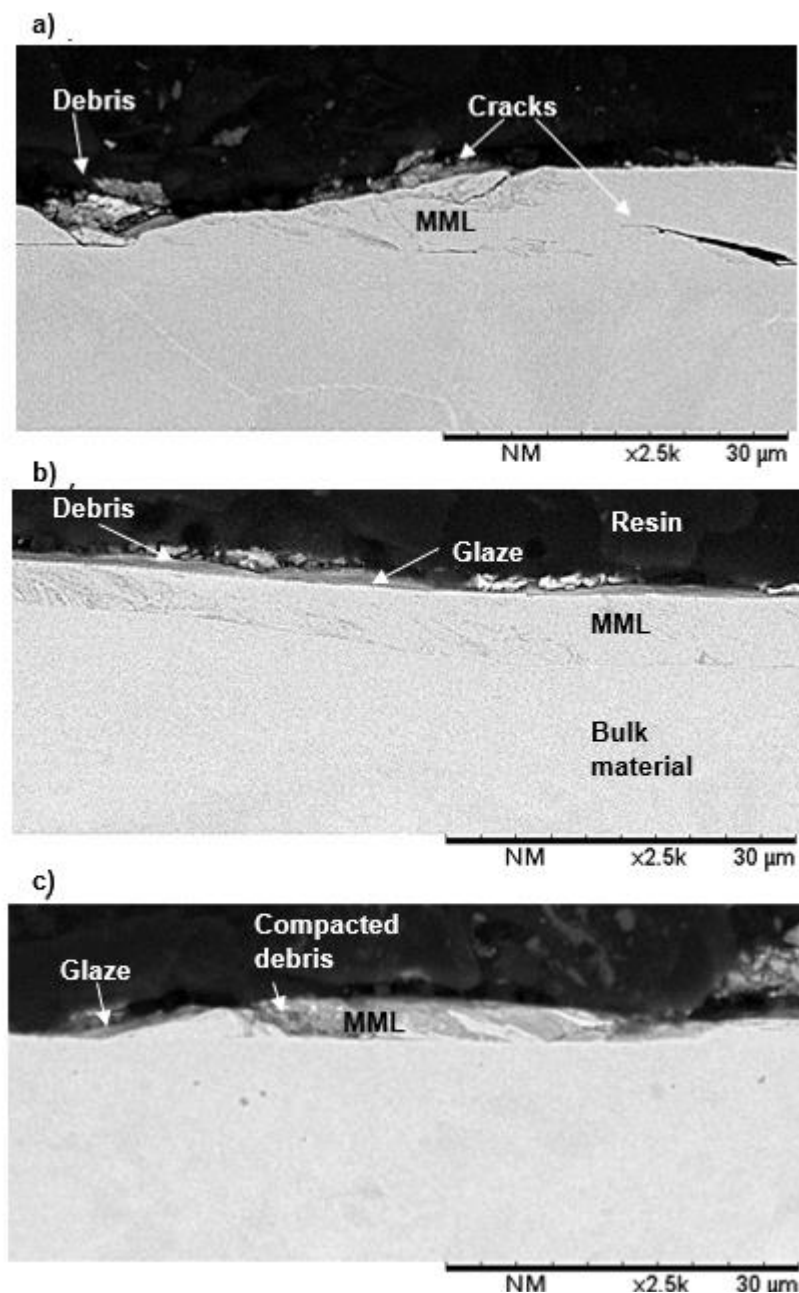 a)
Debris
Cracks
MML
NM x2.5k 30 µm
b)
Debris
Resin
Glaze
MML
Bulk
material
NM x2.5k 30 µm
c)
Compacted
debris
Glaze
MML
NM x2.5k 30 µm